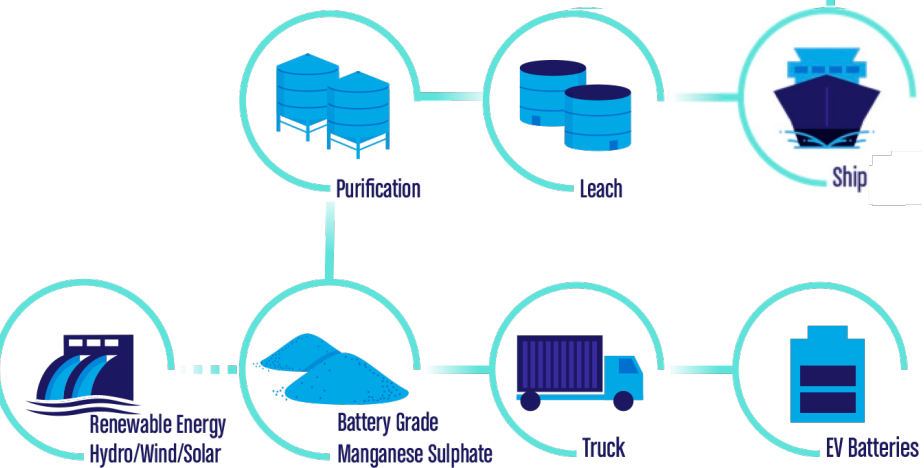 Purification
Leach
Ship
Renewable Energy
Hydro/Wind/Solar
Battery Grade
Manganese Sulphate
Truck
EV Batteries